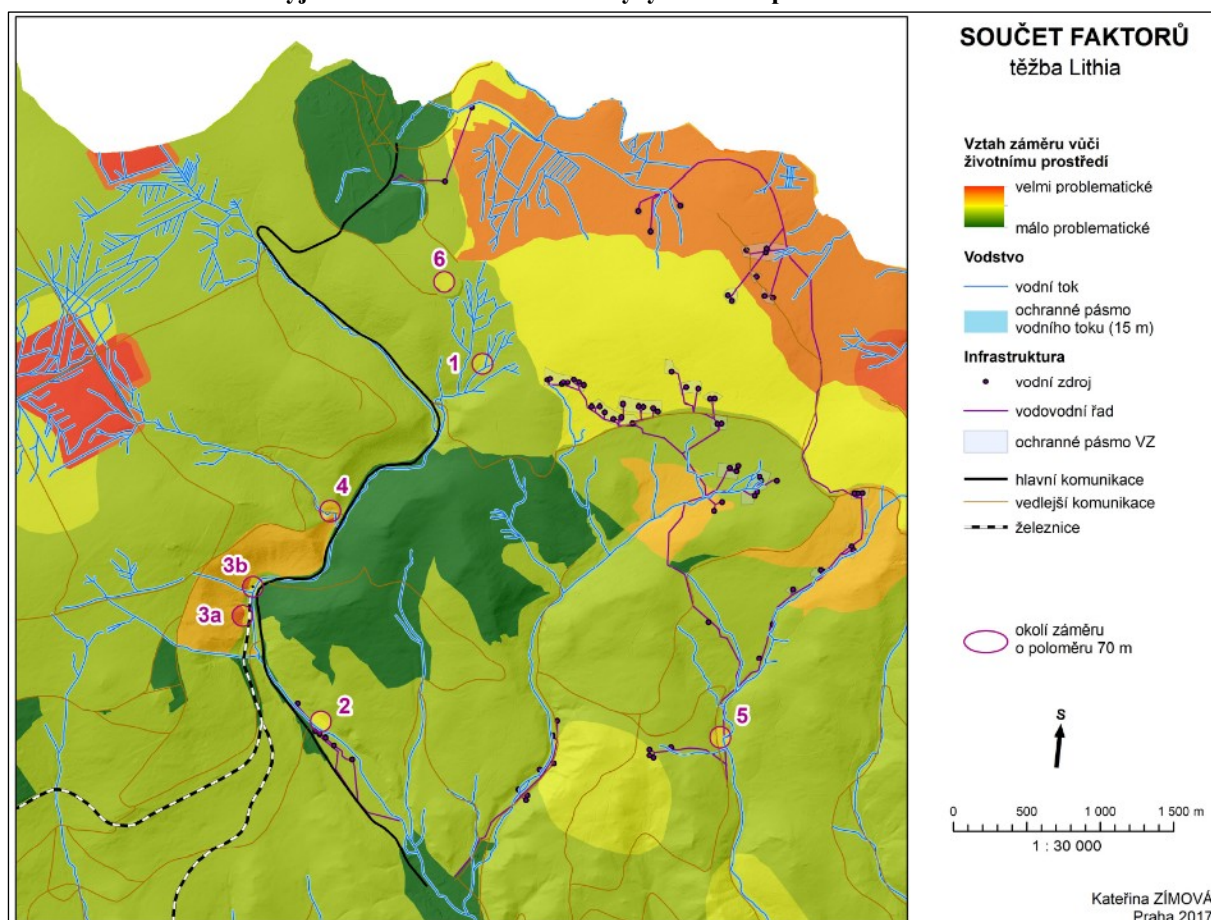 SOUČET FAKTORŮ
těžba Lithia
Vztah záměru vůči
životnímu prostředí
velmi problematické
málo problematické
Vodstvo
vodní tok
ochranné pásmo
vodního toku (15 m)
Infrastruktura
vodní zdroj
vodovodní řad
ochranné pásmo VZ
hlavní komunikace
vedlejší komunikace
železnice
okolí záměru
o poloměru 70 m
S
0 500 1 000 1 500 m
1 : 30 000
Kateřina ZÍMOVÁ
Praha 2017
6
1
4
3b
3a
2
5